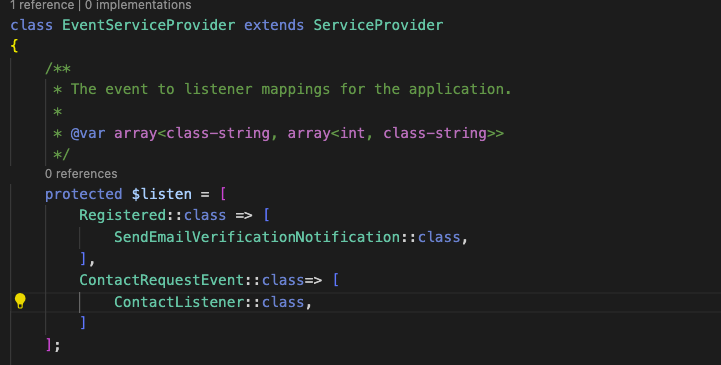 1 reference | 0 implementations
class EventServiceProvider extends ServiceProvider
{
    /**
     * The event to listener mappings for the application.
     *
     * @var array<class-string, array<int, class-string>>
     */
    0 references
    protected $listen = [
        Registered::class => [
            SendEmailVerificationNotification::class,
        ],
        ContactRequestEvent::class=> [
            ContactListener::class,
        ]
    ];